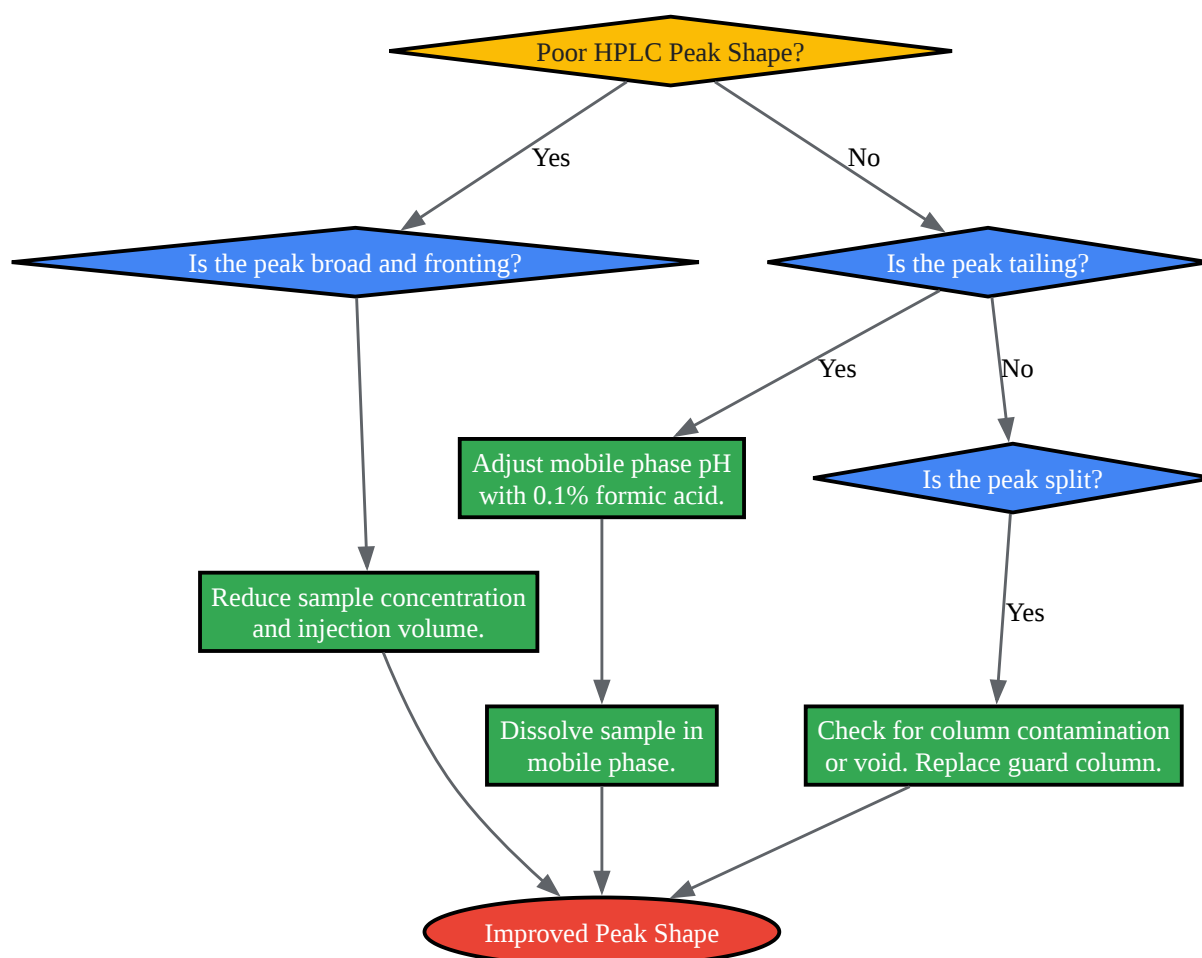 Poor HPLC Peak Shape?
Yes
No
Is the peak broad and fronting?
Is the peak tailing?
Yes
No
Adjust mobile phase pH
with 0.1% formic acid.
Is the peak split?
Reduce sample concentration
and injection volume.
Yes
Dissolve sample in
mobile phase.
Check for column contamination
or void. Replace guard column.
Improved Peak Shape